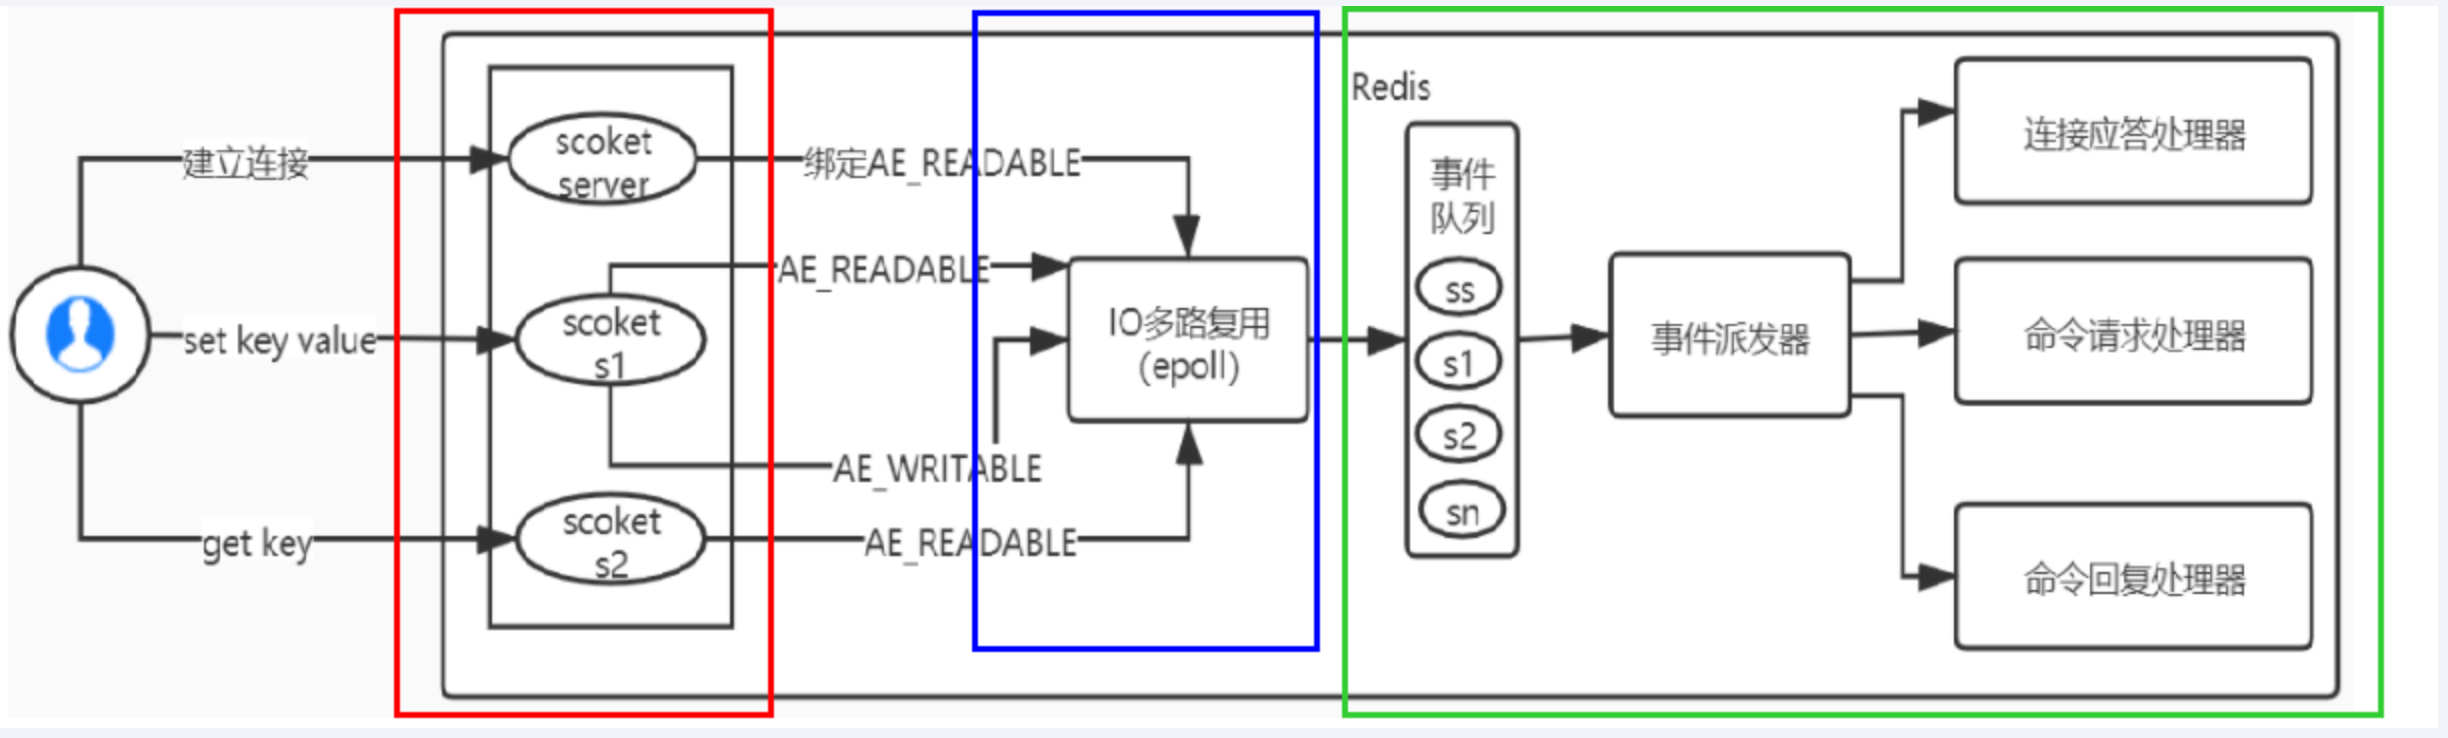 建立连接
set key value
get key
scoket
server
scoket
s1
scoket
s2
绑定AE_READABLE
AE_READABLE
AE_WRITABLE
AE_READABLE
IO多路复用
(epoll)
Redis
事件
队列
ss
s1
s2
sn
事件派发器
连接应答处理器
命令请求处理器
命令回复处理器